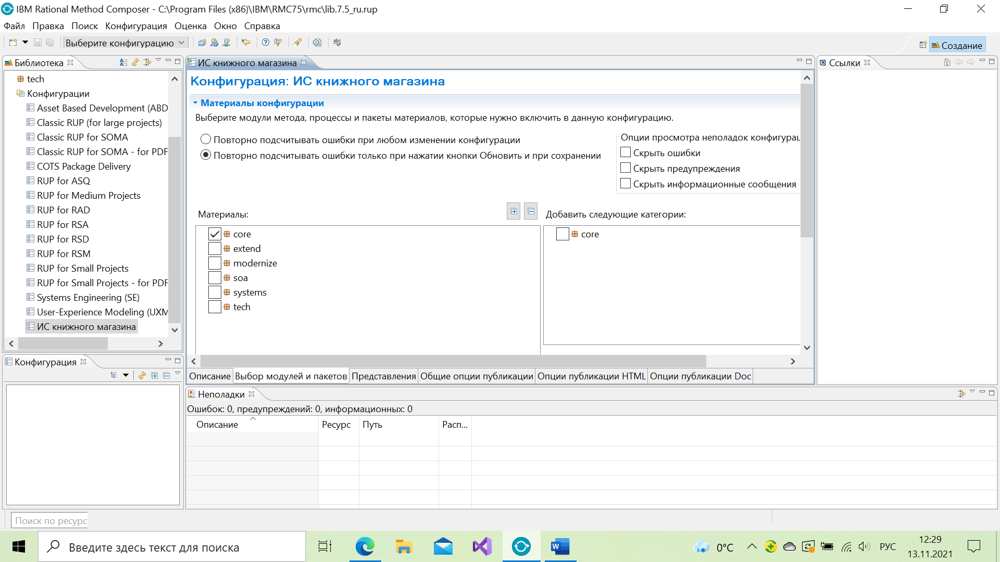 IBM Rational Method Composer - C:\Program Files (x86)\IBM\RMC75\rmc\lib.7.5_ru.rup
Файл Правка Поиск Конфигурация Оценка Окно Справка
Выберите конфигурацию
Создание
Библиотека
tech
Конфигурации
Asset Based Development (ABD
Classic RUP (for large projects)
Classic RUP for SOMA
Classic RUP for SOMA - for PDF
COTS Package Delivery
RUP for ASQ
RUP for Medium Projects
RUP for RAD
RUP for RSA
RUP for RSD
RUP for RSM
RUP for Small Projects
RUP for Small Projects - for PDF
Systems Engineering (SE)
User-Experience Modeling (UXM
ИС книжного магазина
Конфигурация
ИС книжного магазина
Конфигурация: ИС книжного магазина
Материалы конфигурации
Выберите модули метода, процессы и пакеты материалов, которые нужно включить в данную конфигурацию.
Повторно подсчитывать ошибки при любом изменении конфигурации
Повторно подсчитывать ошибки только при нажатии кнопки Обновить и при сохранении
Опции просмотра неполадок конфигурац
Скрыть ошибки
Скрыть предупреждения
Скрыть информационные сообщения
Материалы:
core
extend
modernize
soa
systems
tech
Добавить следующие категории:
core
Описание Выбор модулей и пакетов Представления Общие опции публикации Опции публикации HTML Опции публикации Doc
Ссылки
Неполадки
Ошибок: 0, предупреждений: 0, информационных: 0
Описание Ресурс Путь Расп...
Поиск по ресурс
Введите здесь текст для поиска
0°C
РУС
12:29
13.11.2021